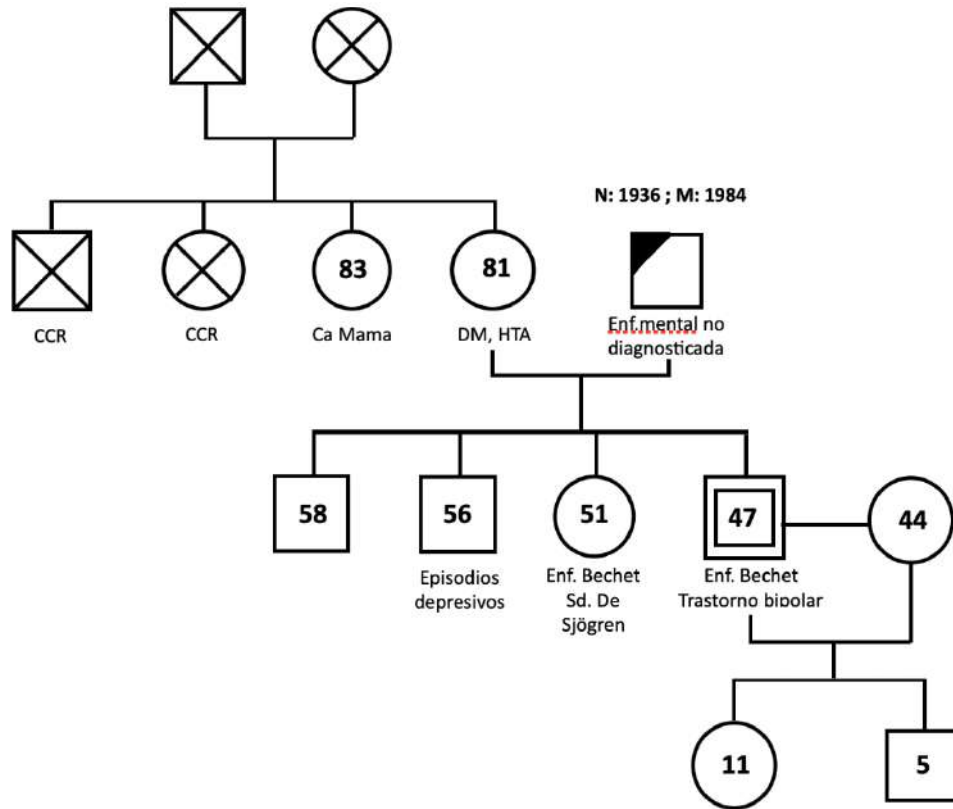 N: 1936 ; M: 1984
83
81
CCR
CCR
Ca Mama
DM, HTA
Enf.mental no
diagnosticada
58
56
51
47
44
Episodios
depresivos
Enf. Bechet
Sd. De
Sjögren
Enf. Bechet
Trastorno bipolar
11
5